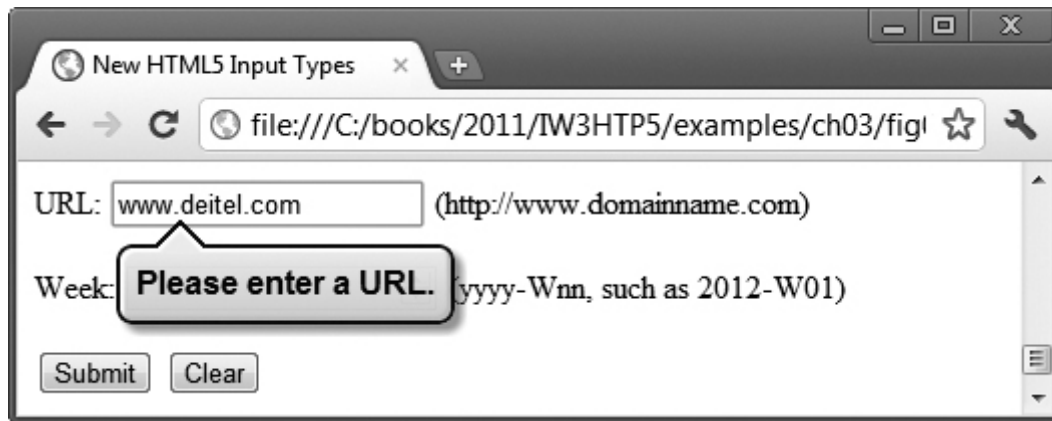 New HTML5 Input Types
file:///C:/books/2011/IW3HTP5/examples/ch03/fig
URL: www.deitel.com (http://www.domainname.com)
Please enter a URL.
Week: (yyyy-Wnn, such as 2012-W01)
Submit Clear